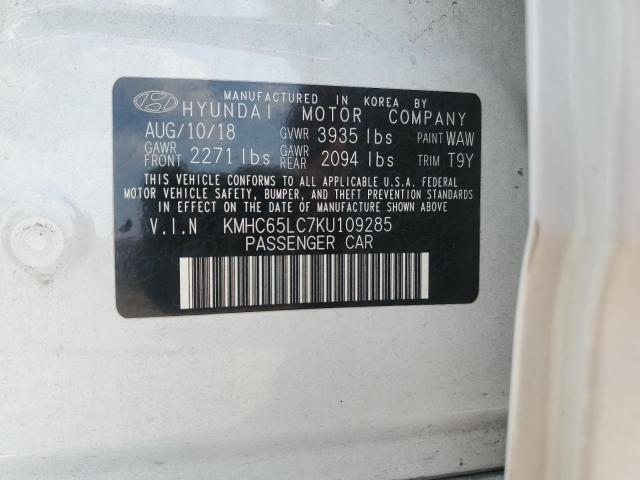 MANUFACTURED IN KOREA BY
HYUNDAI MOTOR COMPANY
AUG/10/18 GVWR 3935 lbs PAINT WAW
GAWR FRONT 2271 lbs GAWR REAR 2094 lbs TRIM T9Y
THIS VEHICLE CONFORMS TO ALL APPLICABLE U.S.A. FEDERAL
MOTOR VEHICLE SAFETY, BUMPER, AND THEFT PREVENTION STANDARDS
IN EFFECT ON THE DATE OF MANUFACTURE SHOWN ABOVE.
V.I.N KMHC65LC7KU109285
PASSENGER CAR